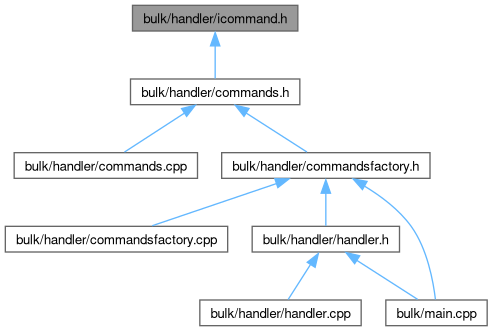 bulk/handler/icommand.h
bulk/handler/commands.h
bulk/handler/commands.cpp
bulk/handler/commandsfactory.h
bulk/handler/commandsfactory.cpp
bulk/handler/handler.h
bulk/handler/handler.cpp
bulk/main.cpp